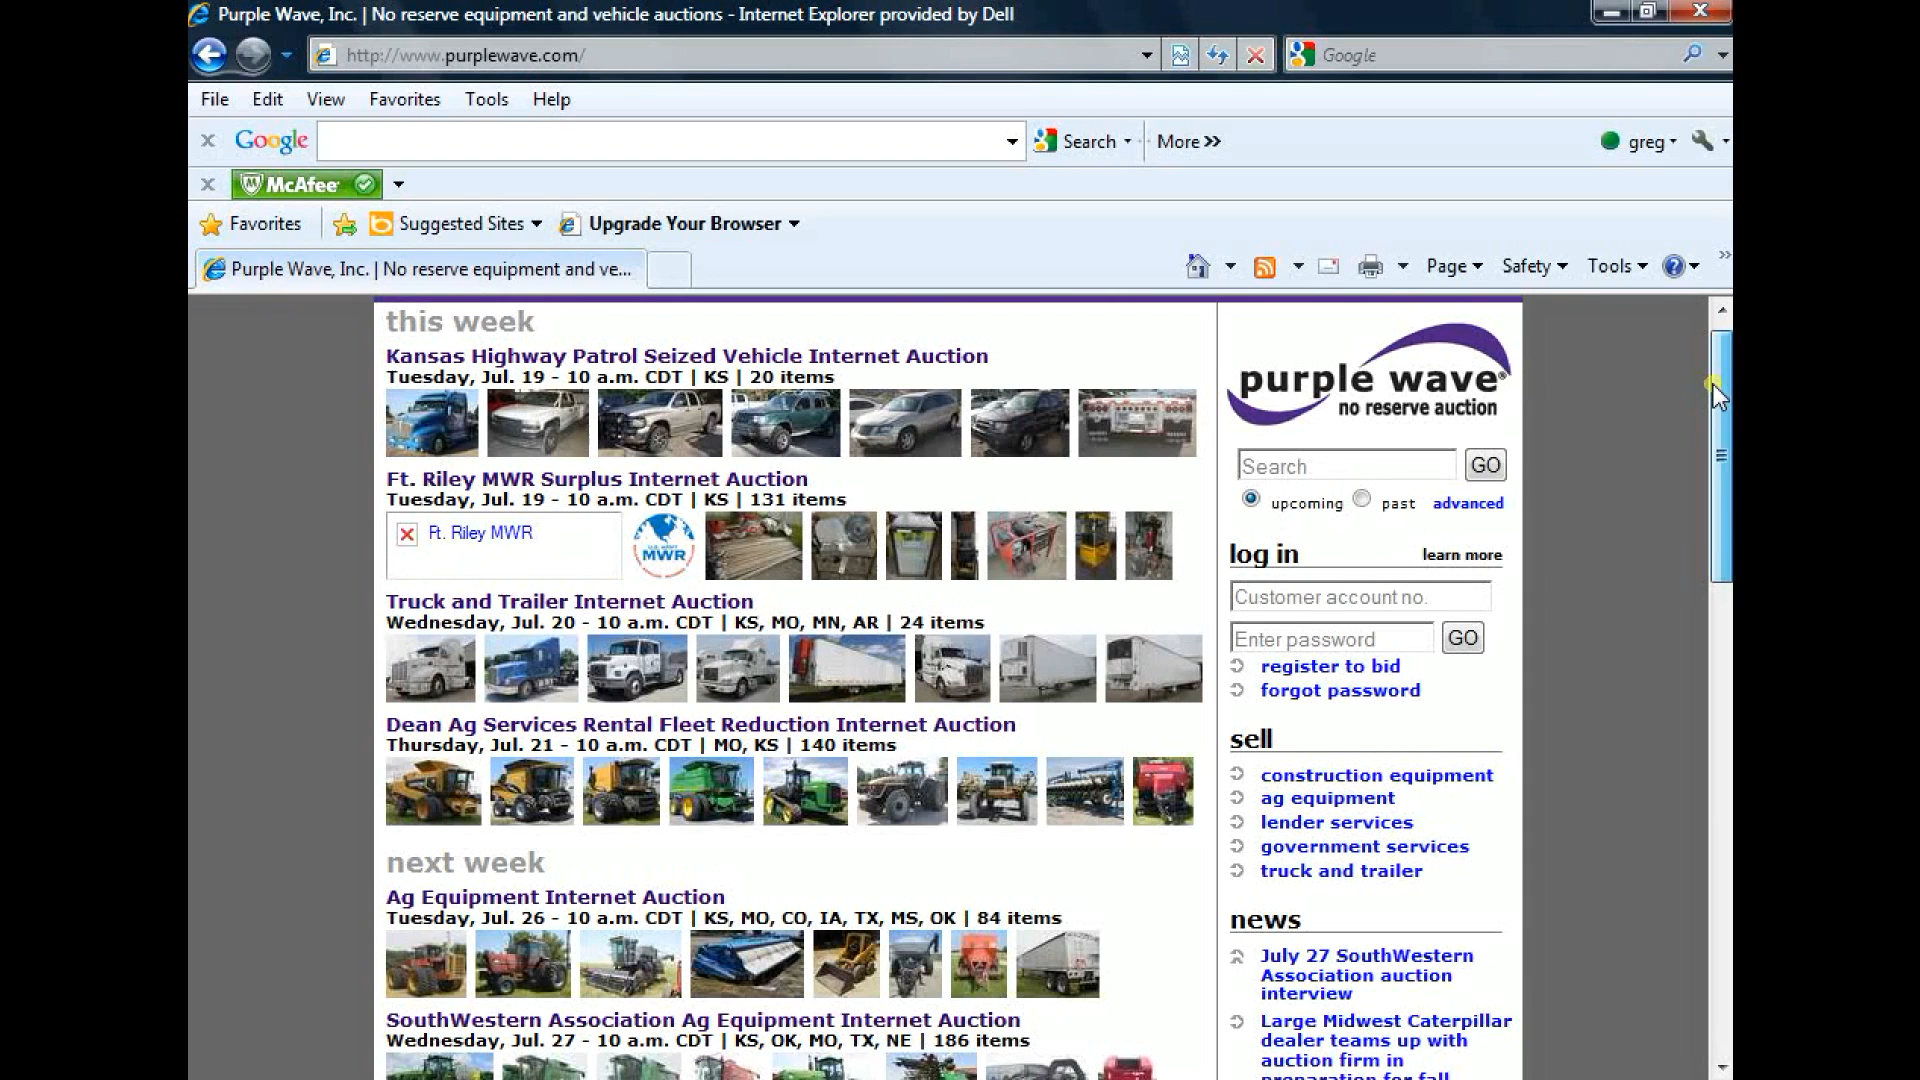 Purple Wave, Inc. | No reserve equipment and vehicle auctions - Internet Explorer provided by Dell
http://www.purplewave.com/
Google
File Edit View Favorites Tools Help
Google Search More >> greg
McAfee
Favorites Suggested Sites Upgrade Your Browser
Purple Wave, Inc. | No reserve equipment and ve... Page Safety Tools
this week
Kansas Highway Patrol Seized Vehicle Internet Auction
Tuesday, Jul. 19 - 10 a.m. CDT | KS | 20 items
Ft. Riley MWR Surplus Internet Auction
Tuesday, Jul. 19 - 10 a.m. CDT | KS | 131 items
Ft. Riley MWR
U.S. ARMY
MWR
Truck and Trailer Internet Auction
Wednesday, Jul. 20 - 10 a.m. CDT | KS, MO, MN, AR | 24 items
Dean Ag Services Rental Fleet Reduction Internet Auction
Thursday, Jul. 21 - 10 a.m. CDT | MO, KS | 140 items
next week
Ag Equipment Internet Auction
Tuesday, Jul. 26 - 10 a.m. CDT | KS, MO, CO, IA, TX, MS, OK | 84 items
SouthWestern Association Ag Equipment Internet Auction
Wednesday, Jul. 27 - 10 a.m. CDT | KS, OK, MO, TX, NE | 186 items
purple wave®
no reserve auction
Search GO
upcoming past advanced
log in learn more
Customer account no.
Enter password GO
register to bid
forgot password
sell
construction equipment
ag equipment
lender services
government services
truck and trailer
news
July 27 SouthWestern
Association auction
interview
Large Midwest Caterpillar
dealer teams up with
auction firm in
preparation for fall